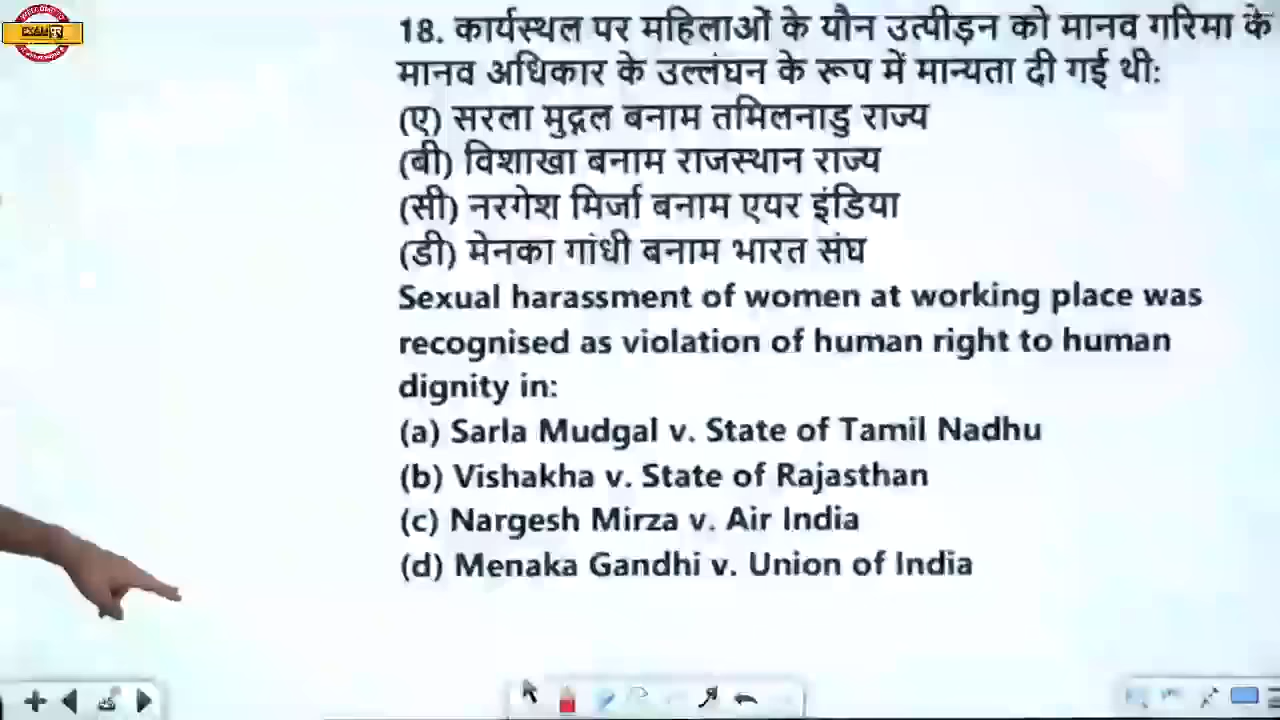 WELCOME TO
EXAM
18. कार्यस्थल पर महिलाओं के यौन उत्पीड़न को मानव गरिमा के
मानव अधिकार के उल्लंघन के रूप में मान्यता दी गई थी:
(ए) सरला मुद्गल बनाम तमिलनाडु राज्य
(बी) विशाखा बनाम राजस्थान राज्य
(सी) नरगेश मिर्जा बनाम एयर इंडिया
(डी) मेनका गांधी बनाम भारत संघ
Sexual harassment of women at working place was
recognised as violation of human right to human
dignity in:
(a) Sarla Mudgal v. State of Tamil Nadhu
(b) Vishakha v. State of Rajasthan
(c) Nargesh Mirza v. Air India
(d) Menaka Gandhi v. Union of India